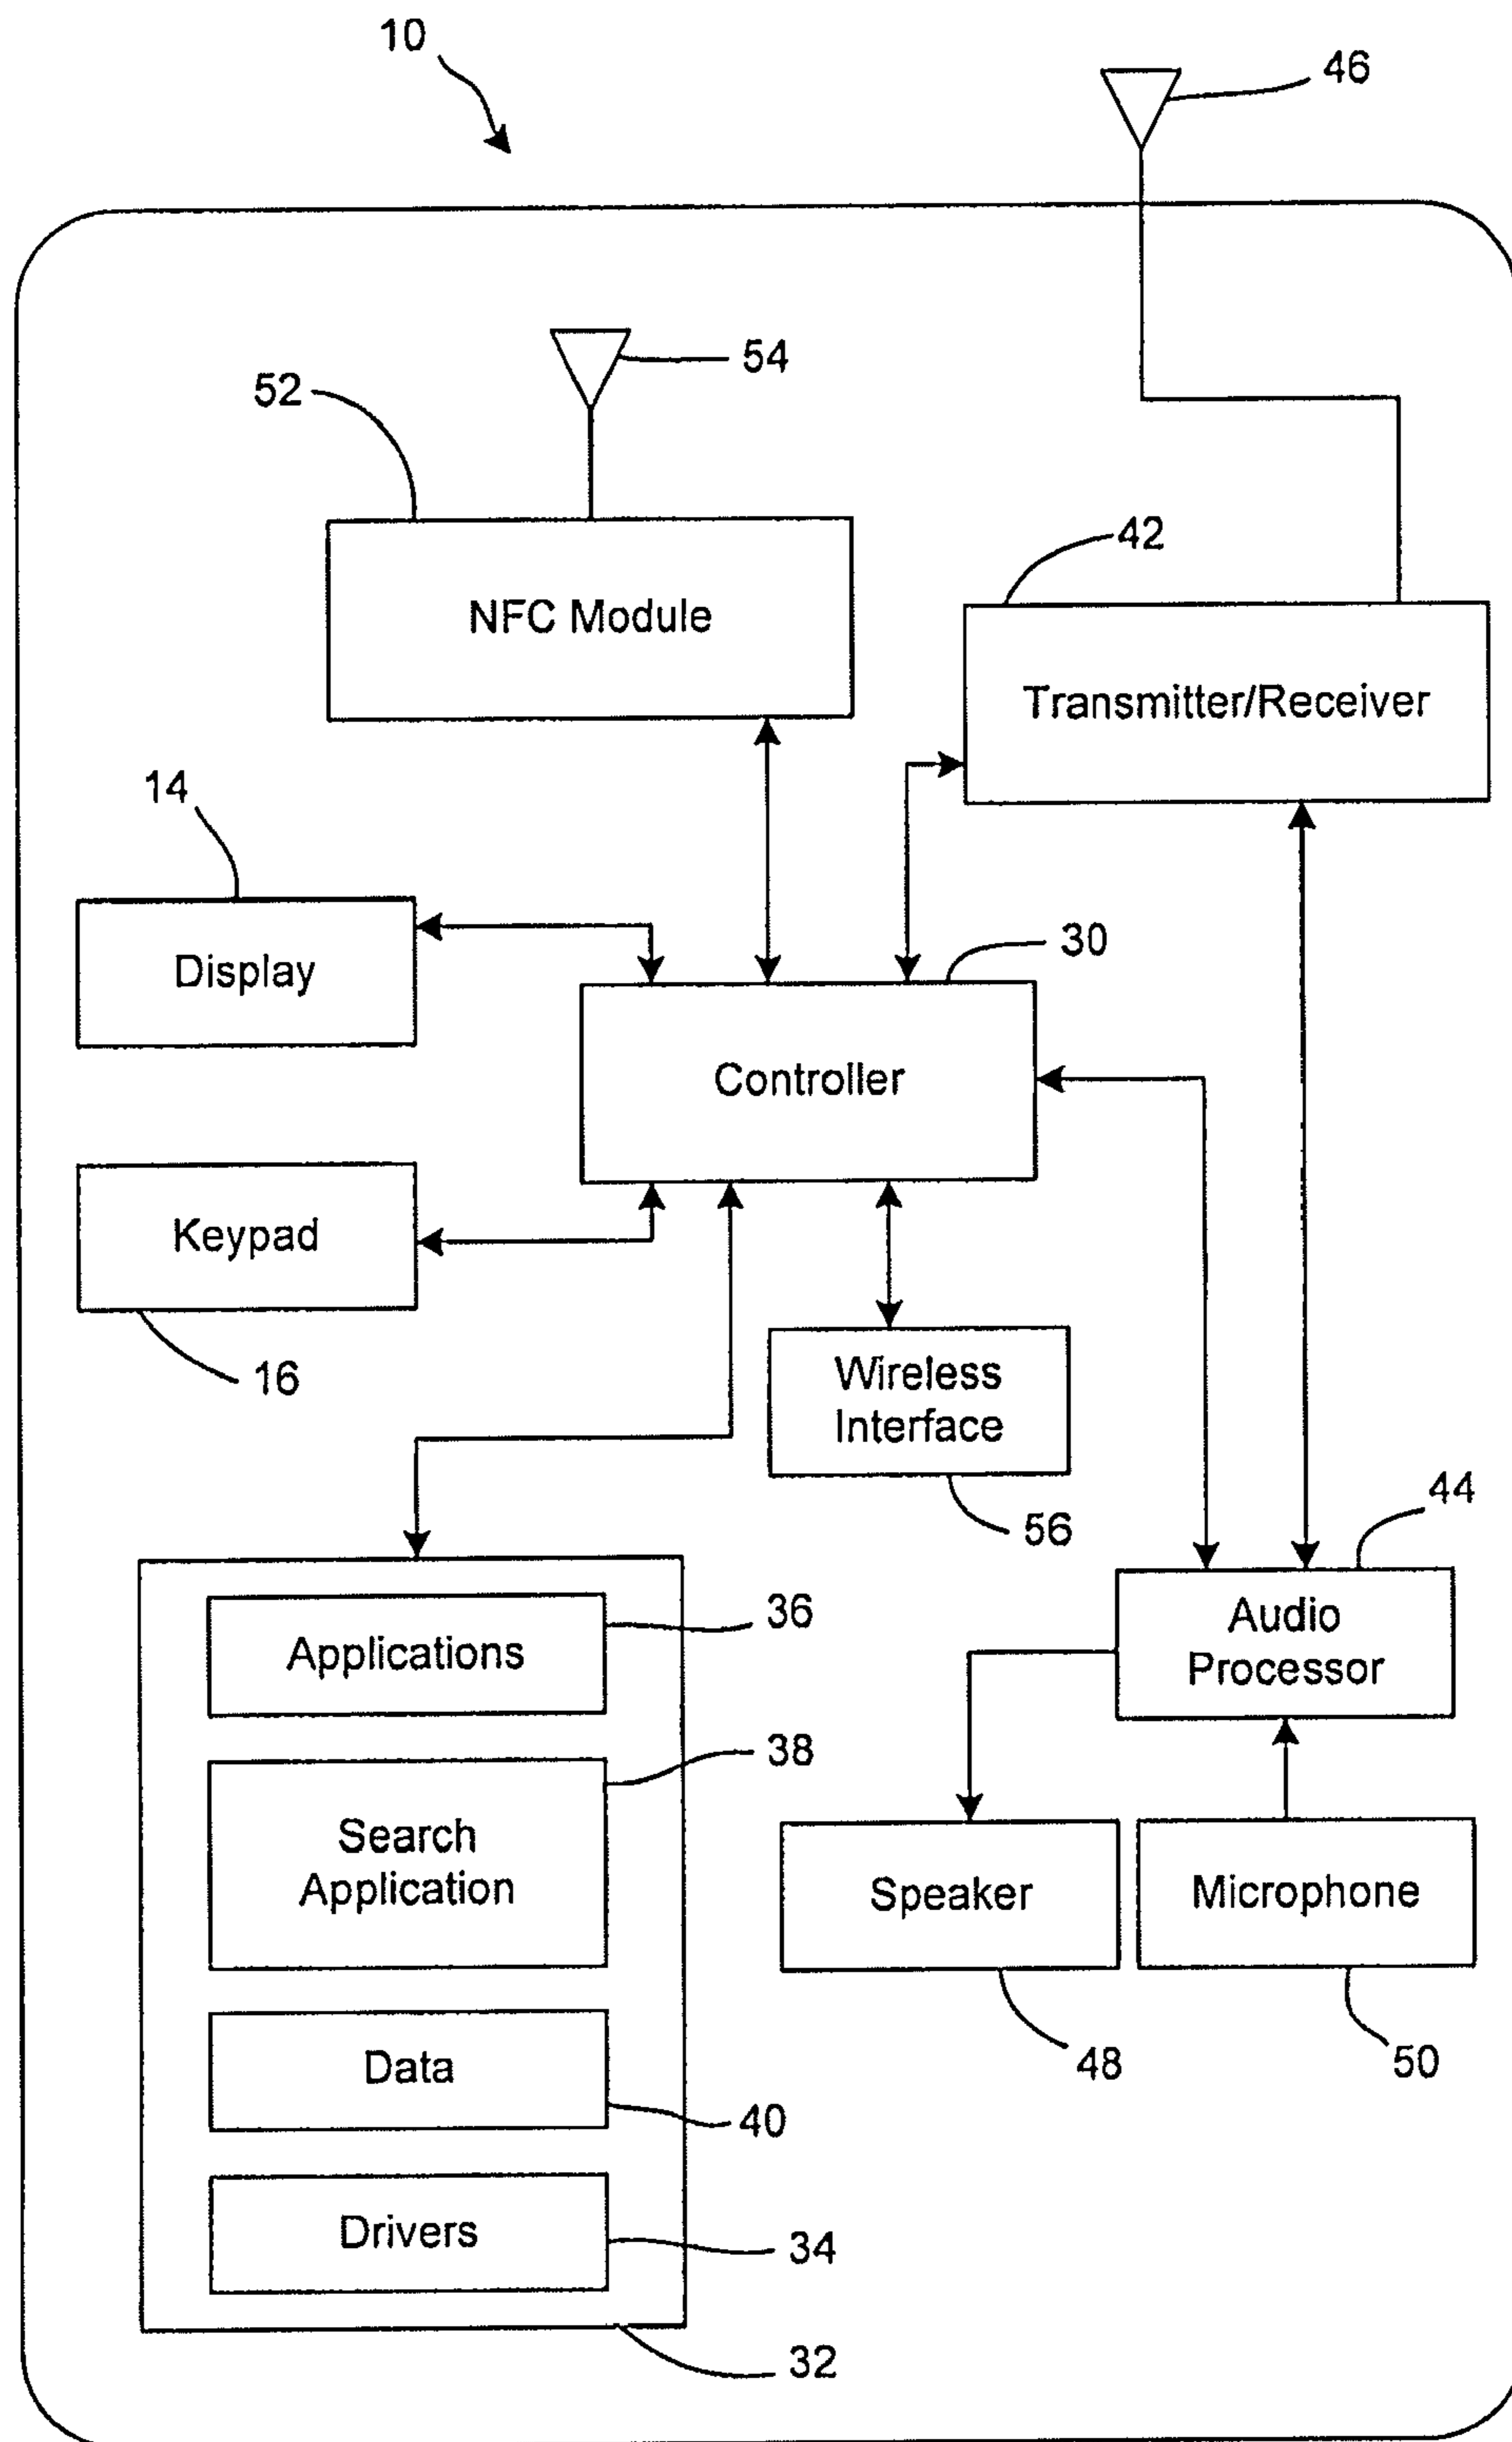 10
46
54
52
NFC Module
42
Transmitter/Receiver
14
Display
30
Controller
Keypad
16
Wireless
Interface
56
44
Audio
Processor
36
Applications
38
Search
Application
Speaker
Microphone
48
50
Data
40
Drivers
34
32